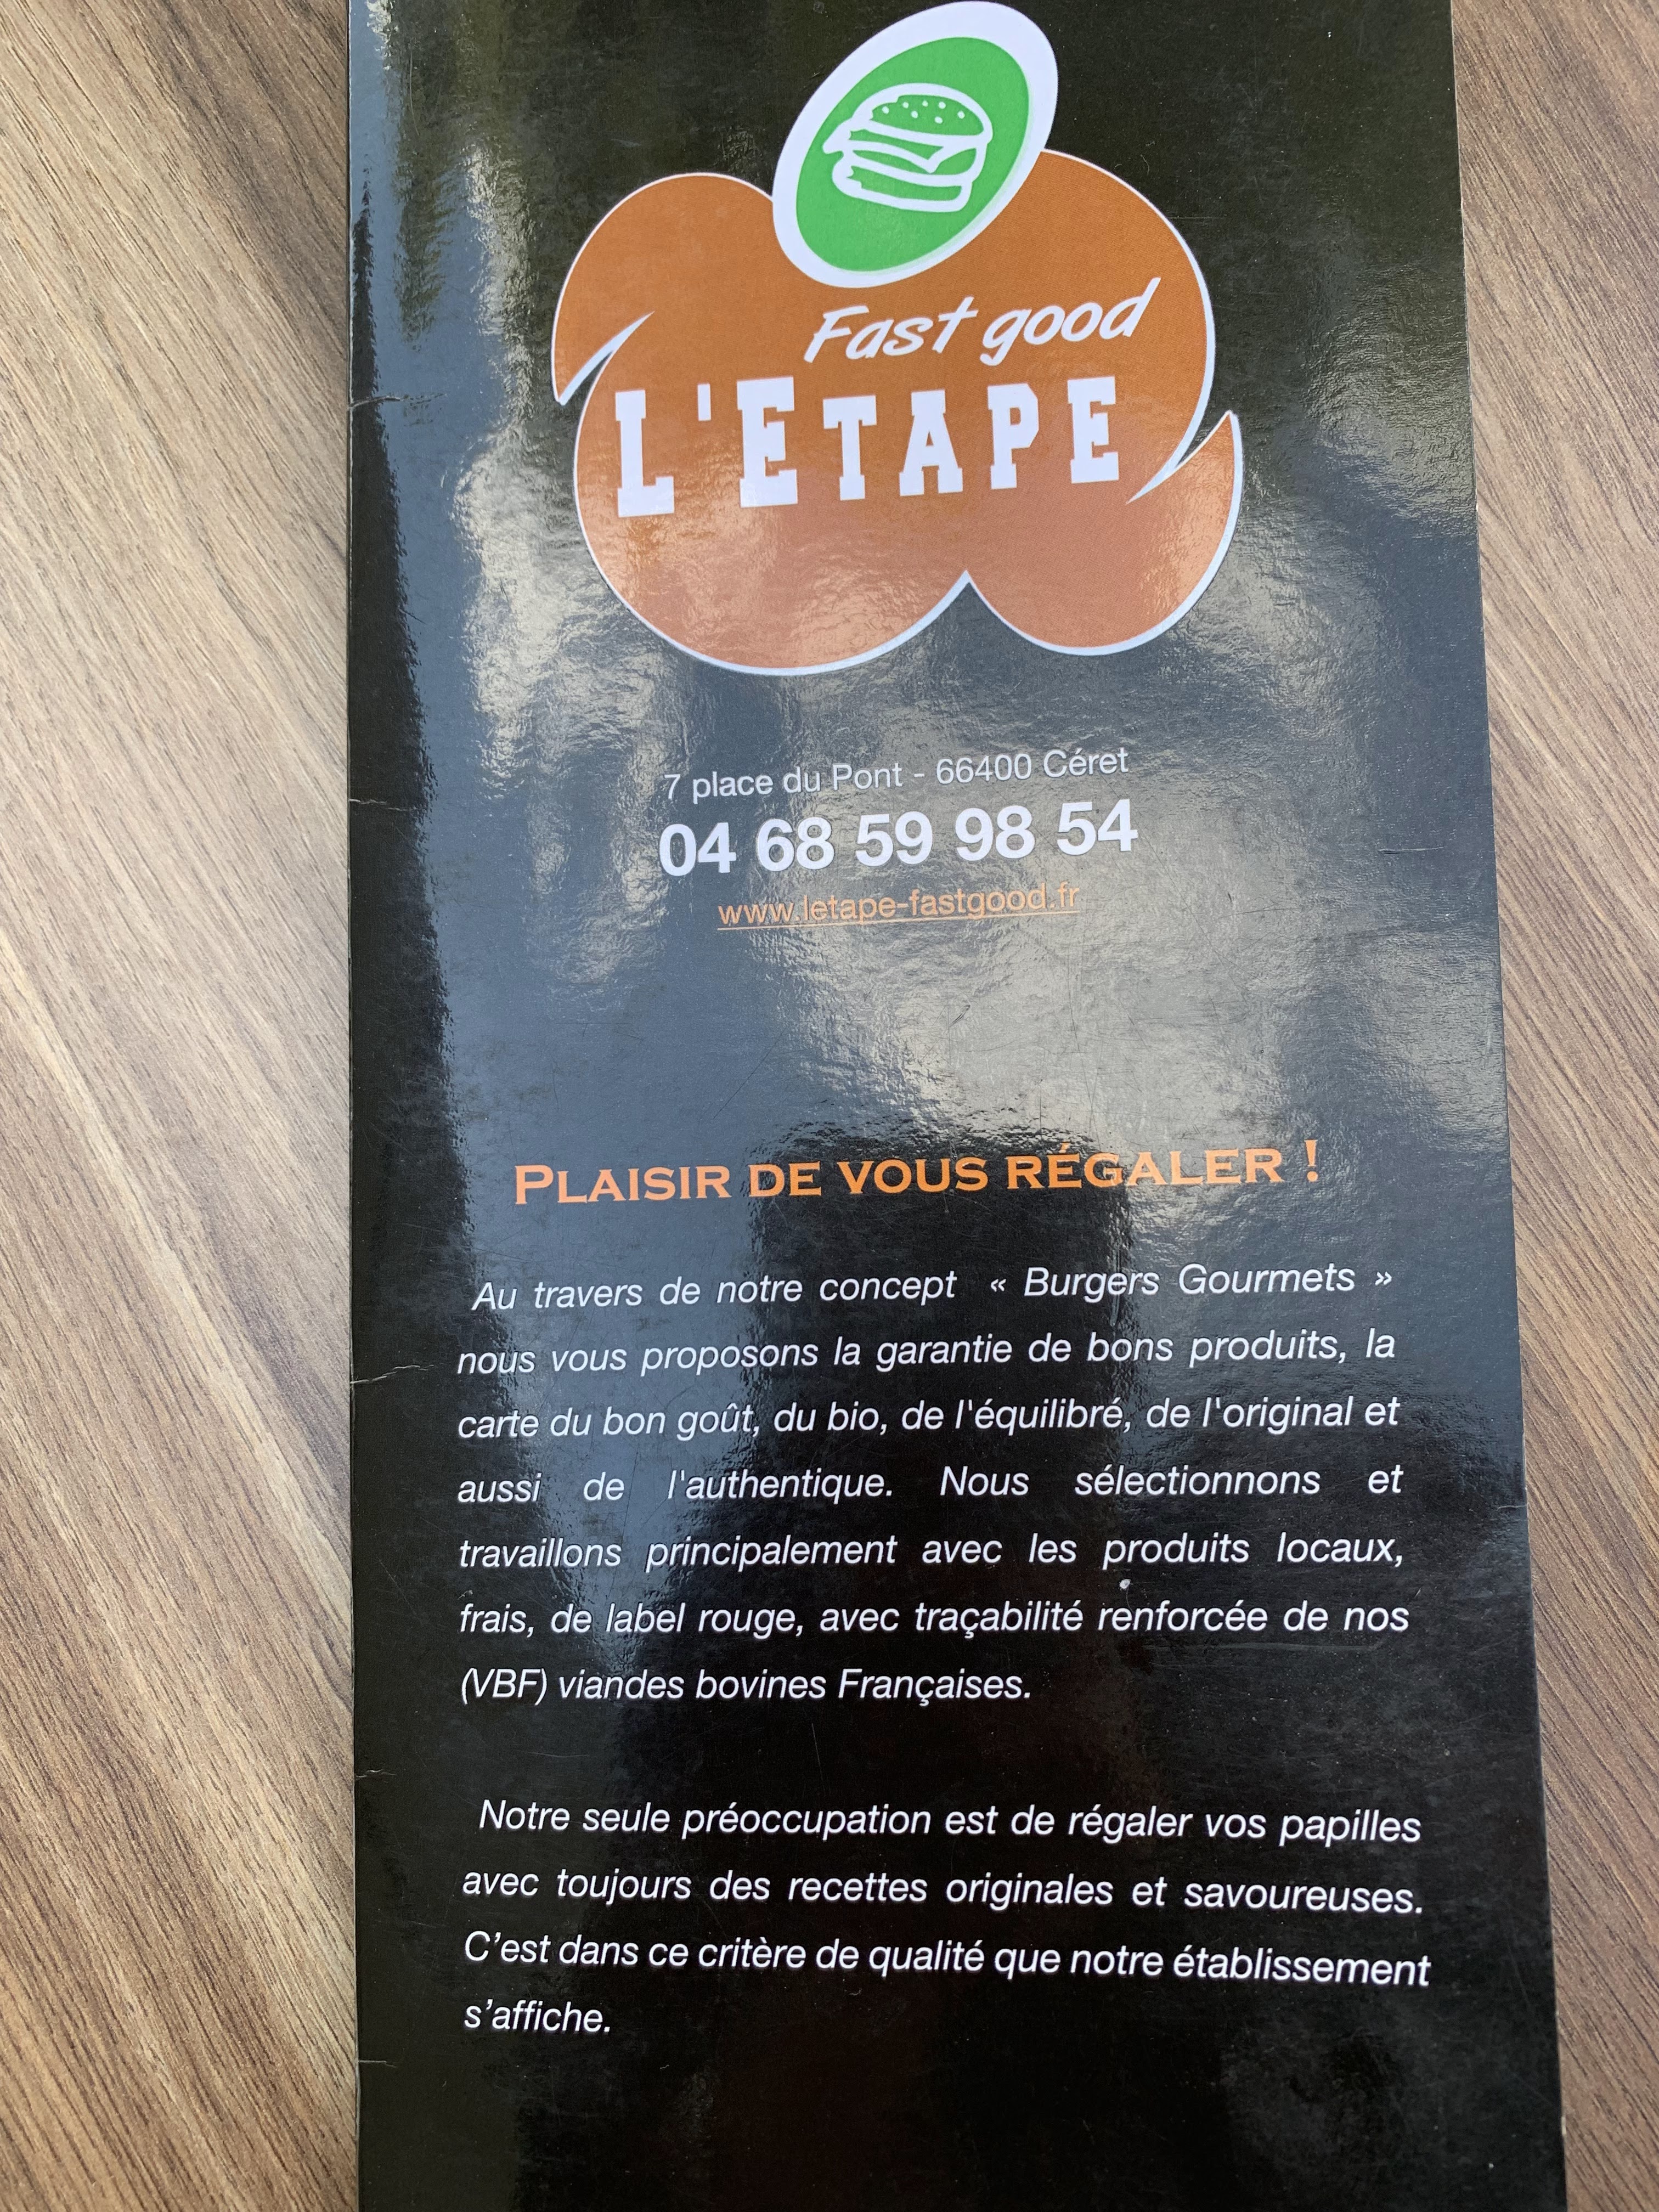 Fast good
L'ETAPE
7 place du Pont - 66400 Céret
04 68 59 98 54
www.letape-fastgood.fr
PLAISIR DE VOUS RÉGALER !
Au travers de notre concept « Burgers Gourmets »
nous vous proposons la garantie de bons produits, la
carte du bon goût, du bio, de l'équilibré, de l'original et
aussi de l'authentique. Nous sélectionnons et
travaillons principalement avec les produits locaux,
frais, de label rouge, avec traçabilité renforcée de nos
(VBF) viandes bovines Françaises.
Notre seule préoccupation est de régaler vos papilles
avec toujours des recettes originales et savoureuses.
C’est dans ce critère de qualité que notre établissement
s’affiche.